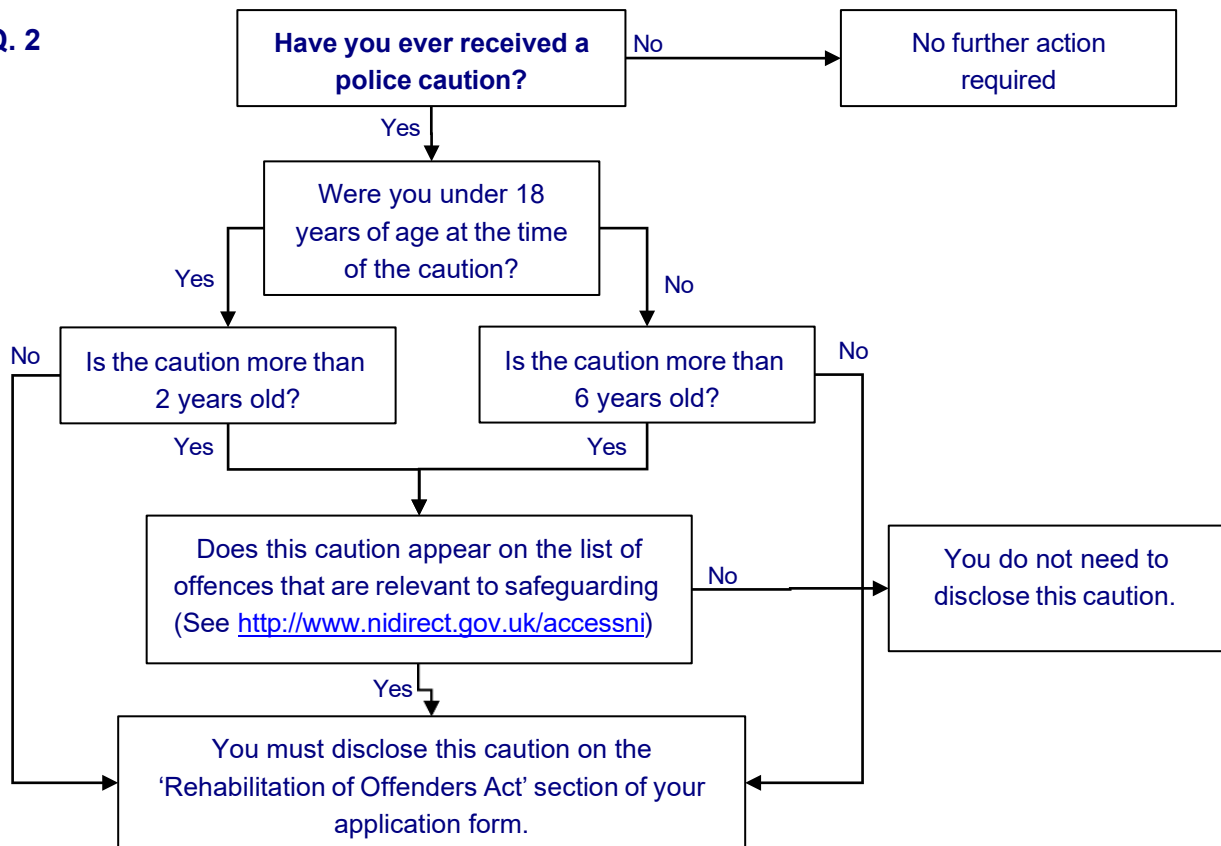 Q. 2
Have you ever received a
police caution?
No
No further action
required
Yes
Were you under 18
years of age at the time
of the caution?
Yes
No
No
Is the caution more than
2 years old?
Is the caution more than
6 years old?
No
Yes
Yes
Does this caution appear on the list of
offences that are relevant to safeguarding
(See http://www.nidirect.gov.uk/accessni)
No
You do not need to
disclose this caution.
Yes
You must disclose this caution on the
‘Rehabilitation of Offenders Act’ section of your
application form.